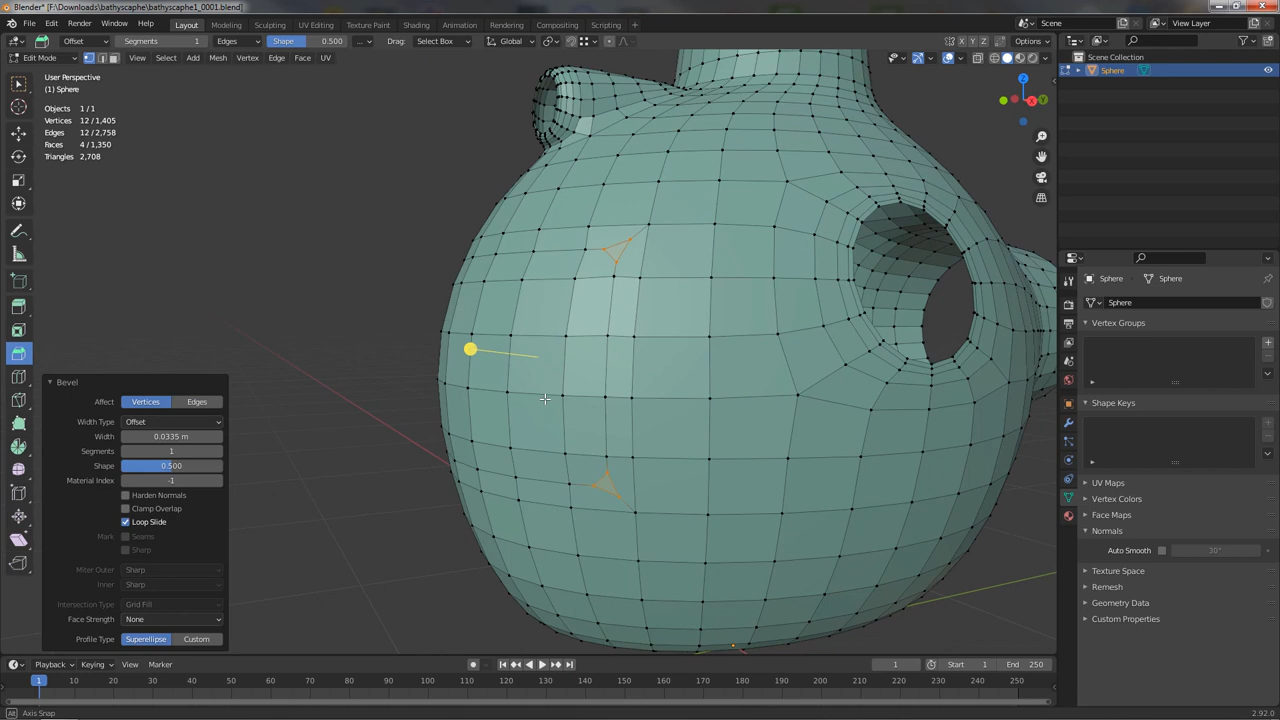 Blender* [F:\Downloads\bathyscaphe\bathyscaphe1_0001.blend]
File Edit Render Window Help Layout Modeling Sculpting UV Editing Texture Paint Shading Animation Rendering Compositing Scripting Scene View Layer
Offset Segments 1 Edges Shape 0.500 ... Drag: Select Box Global X Y Z Options
Edit Mode View Select Add Mesh Vertex Edge Face UV
User Perspective
(1) Sphere
Objects 1/1
Vertices 12/1,405
Edges 12/2,758
Faces 4/1,350
Triangles 2,708
Z
X
Y
Bevel
Affect Vertices Edges
Width Type Offset
Width 0.0335 m
Segments 1
Shape 0.500
Material Index -1
Harden Normals
Clamp Overlap
Loop Slide
Mark Seams
Sharp
Miter Outer Sharp
Inner Sharp
Intersection Type Grid Fill
Face Strength None
Profile Type Superellipse Custom
Scene Collection
Sphere
Sphere Sphere
Sphere
Vertex Groups
Shape Keys
UV Maps
Vertex Colors
Face Maps
Normals
Auto Smooth 30°
Texture Space
Remesh
Geometry Data
Custom Properties
Playback Keying View Marker 1 Start 1 End 250
1 10 20 30 40 50 60 70 80 90 100 110 120 130 140 150 160 170 180 190 200 210 220 230 240 250
Axis Snap 2.92.0